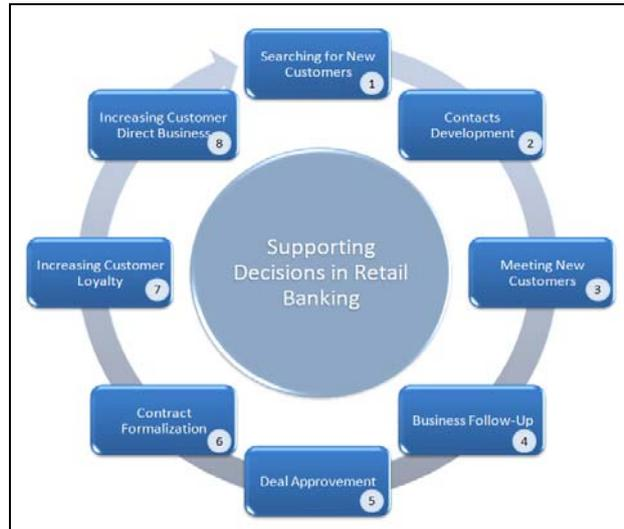 Searching for New
Customers
1
Contacts
Development
2
Meeting New
Customers
3
Business Follow-Up
4
Deal Approvement
5
Contract
Formalization
6
Increasing Customer
Loyalty
7
Increasing Customer
Direct Business
8
Supporting
Decisions in Retail
Banking